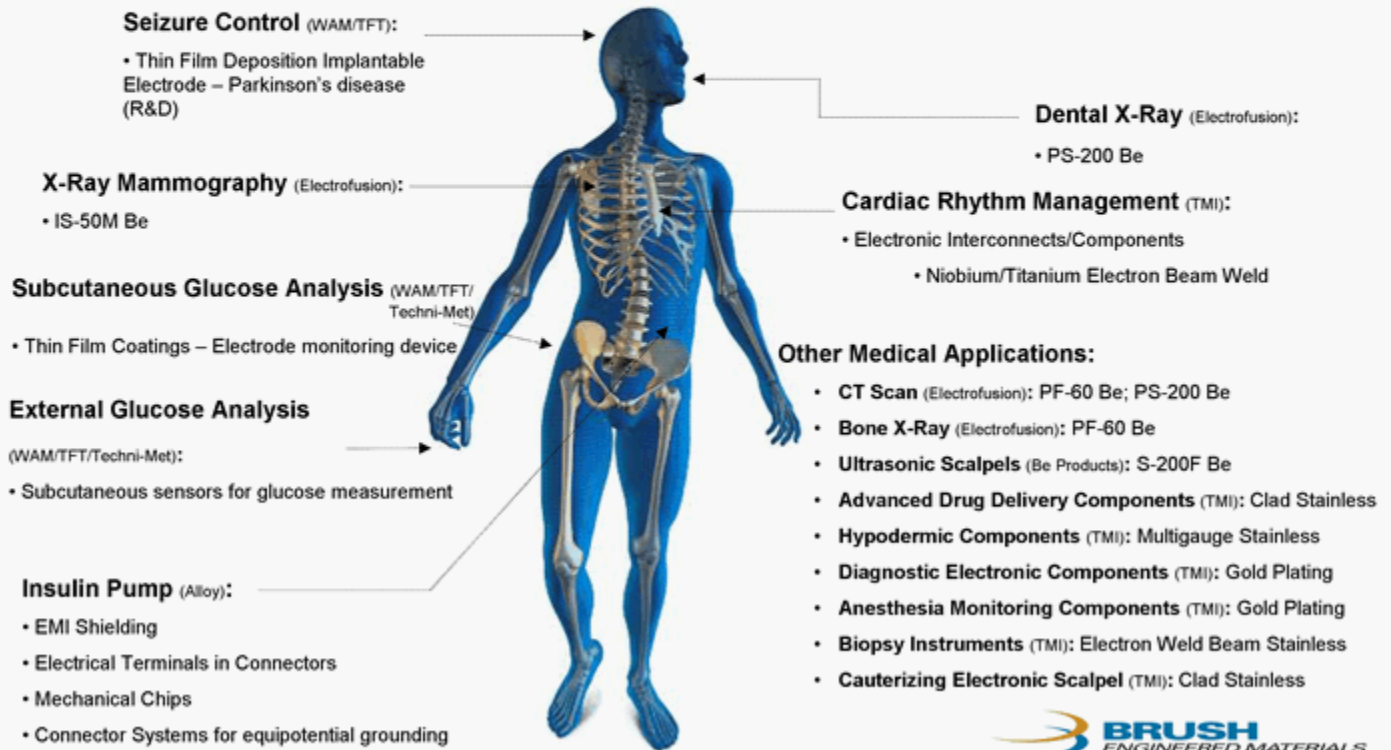 Seizure Control (WAM/TFT):
• Thin Film Deposition Implantable
Electrode – Parkinson's disease
(R&D)
X-Ray Mammography (Electrofusion):
• IS-50M Be
Subcutaneous Glucose Analysis (WAM/TFT/
Techni-Met)
• Thin Film Coatings – Electrode monitoring device
External Glucose Analysis
(WAM/TFT/Techni-Met):
• Subcutaneous sensors for glucose measurement
Insulin Pump (Alloy):
• EMI Shielding
• Electrical Terminals in Connectors
• Mechanical Chips
• Connector Systems for equipotential grounding
Dental X-Ray (Electrofusion):
• PS-200 Be
Cardiac Rhythm Management (TMI):
• Electronic Interconnects/Components
• Niobium/Titanium Electron Beam Weld
Other Medical Applications:
• CT Scan (Electrofusion): PF-60 Be; PS-200 Be
• Bone X-Ray (Electrofusion): PF-60 Be
• Ultrasonic Scalpels (Be Products): S-200F Be
• Advanced Drug Delivery Components (TMI): Clad Stainless
• Hypodermic Components (TMI): Multigauge Stainless
• Diagnostic Electronic Components (TMI): Gold Plating
• Anesthesia Monitoring Components (TMI): Gold Plating
• Biopsy Instruments (TMI): Electron Weld Beam Stainless
• Cauterizing Electronic Scalpel (TMI): Clad Stainless
BRUSH
ENGINEERED MATERIALS